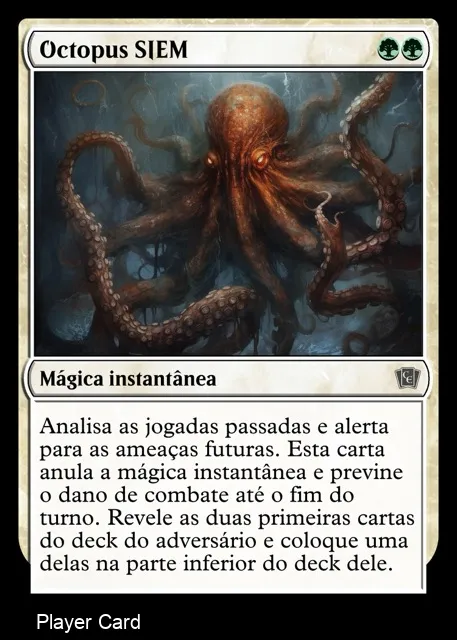 Octopus SIEM
Mágica instantânea
Analisa as jogadas passadas e alerta
para as ameaças futuras. Esta carta
anula a mágica instantânea e previne
o dano de combate até o fim do
turno. Revele as duas primeiras cartas
do deck do adversário e coloque uma
delas na parte inferior do deck dele.
Player Card